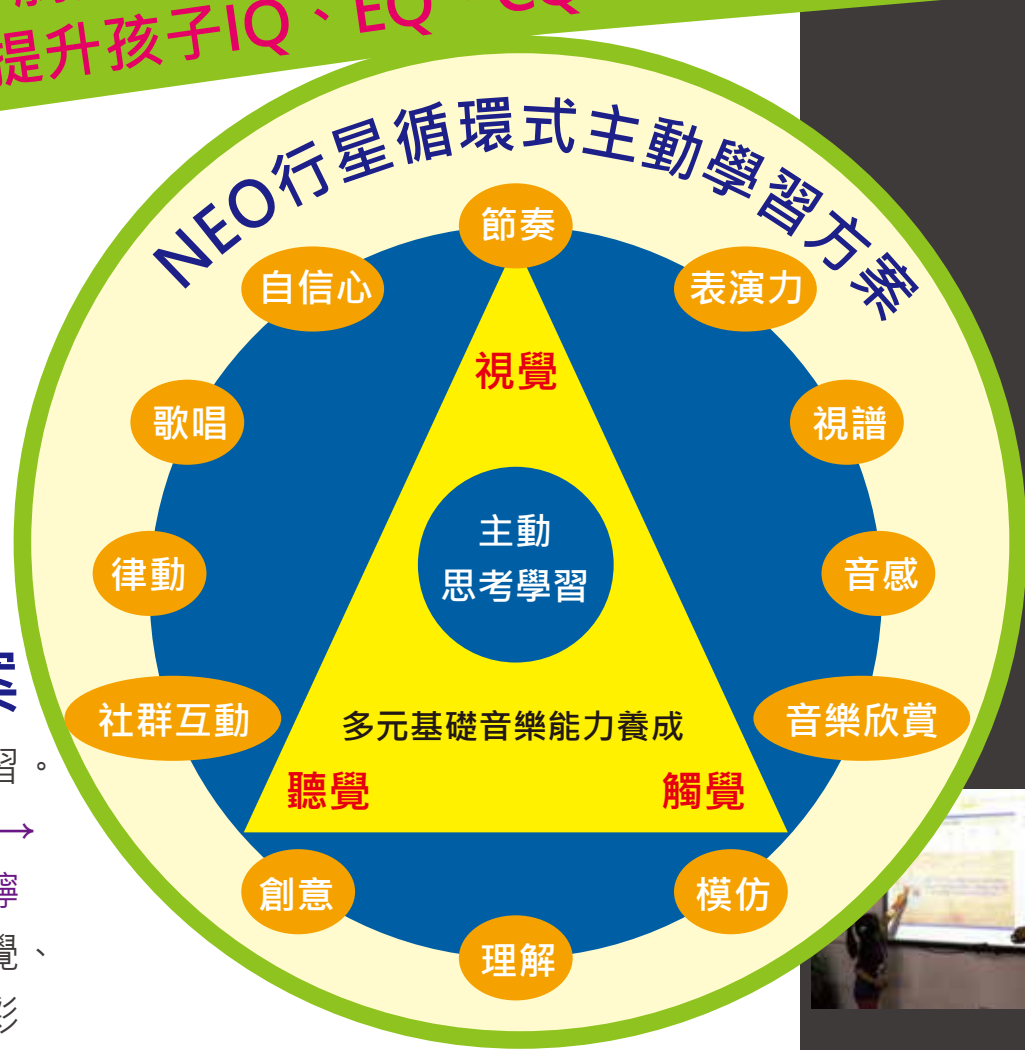 提升孩子IQ、EQ、CQ
NEO行星循環式主動學習方案
節奏
自信心
表演力
視覺
歌唱
視譜
主動
思考學習
律動
音感
社群互動
多元基礎音樂能力養成
音樂欣賞
聽覺
觸覺
創意
模仿
理解
案
習。
→
覺、
彩